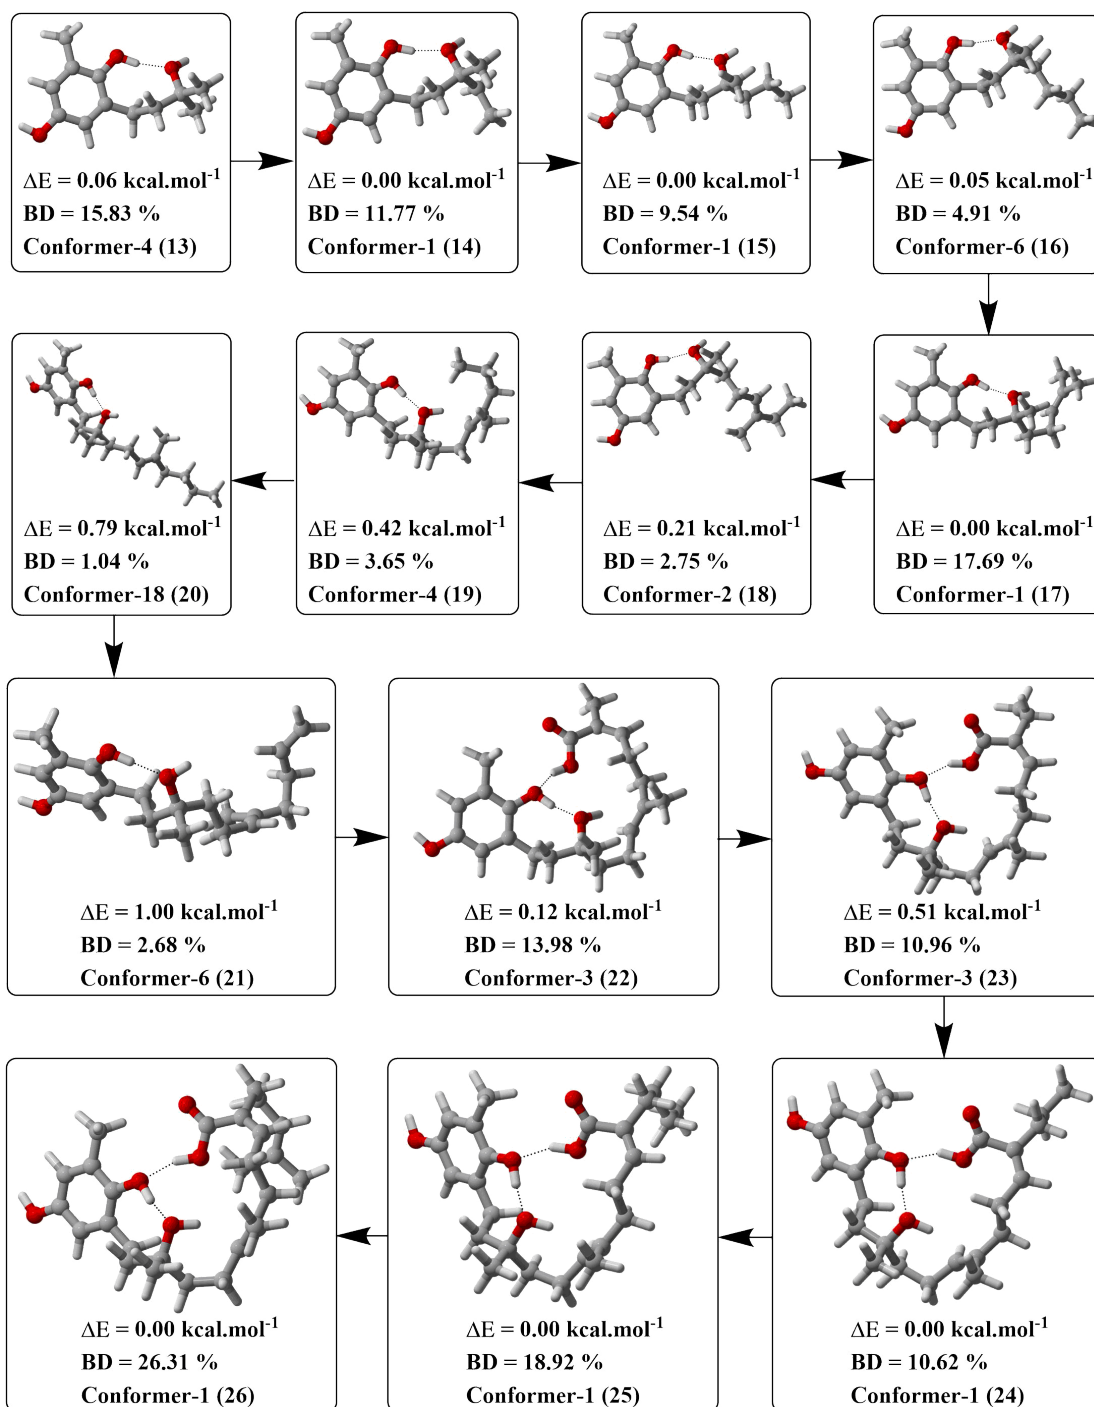 ΔE = 0.06 kcal.mol⁻¹
BD = 15.83 %
Conformer-4 (13)
ΔE = 0.00 kcal.mol⁻¹
BD = 11.77 %
Conformer-1 (14)
ΔE = 0.00 kcal.mol⁻¹
BD = 9.54 %
Conformer-1 (15)
ΔE = 0.05 kcal.mol⁻¹
BD = 4.91 %
Conformer-6 (16)
ΔE = 0.79 kcal.mol⁻¹
BD = 1.04 %
Conformer-18 (20)
ΔE = 0.42 kcal.mol⁻¹
BD = 3.65 %
Conformer-4 (19)
ΔE = 0.21 kcal.mol⁻¹
BD = 2.75 %
Conformer-2 (18)
ΔE = 0.00 kcal.mol⁻¹
BD = 17.69 %
Conformer-1 (17)
ΔE = 1.00 kcal.mol⁻¹
BD = 2.68 %
Conformer-6 (21)
ΔE = 0.12 kcal.mol⁻¹
BD = 13.98 %
Conformer-3 (22)
ΔE = 0.51 kcal.mol⁻¹
BD = 10.96 %
Conformer-3 (23)
ΔE = 0.00 kcal.mol⁻¹
BD = 26.31 %
Conformer-1 (26)
ΔE = 0.00 kcal.mol⁻¹
BD = 18.92 %
Conformer-1 (25)
ΔE = 0.00 kcal.mol⁻¹
BD = 10.62 %
Conformer-1 (24)